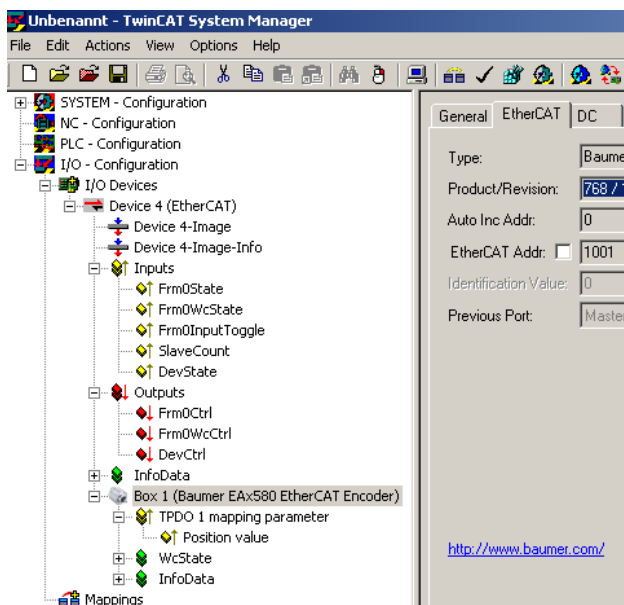 Unbenannt - TwinCAT System Manager
File Edit Actions View Options Help
SYSTEM - Configuration
NC - Configuration
PLC - Configuration
I/O - Configuration
I/O Devices
Device 4 (EtherCAT)
Device 4-Image
Device 4-Image-Info
Inputs
Frm0State
Frm0WcState
Frm0InputToggle
SlaveCount
DevState
Outputs
Frm0Ctrl
Frm0WcCtrl
DevCtrl
InfoData
Box 1 (Baumer EAx580 EtherCAT Encoder)
TPDO 1 mapping parameter
Position value
WcState
InfoData
Mappings
General EtherCAT DC
Type: Baume
Product/Revision: 768 /
Auto Inc Addr: 0
EtherCAT Addr: 1001
Identification Value: 0
Previous Port: Master
http://www.baumer.com/